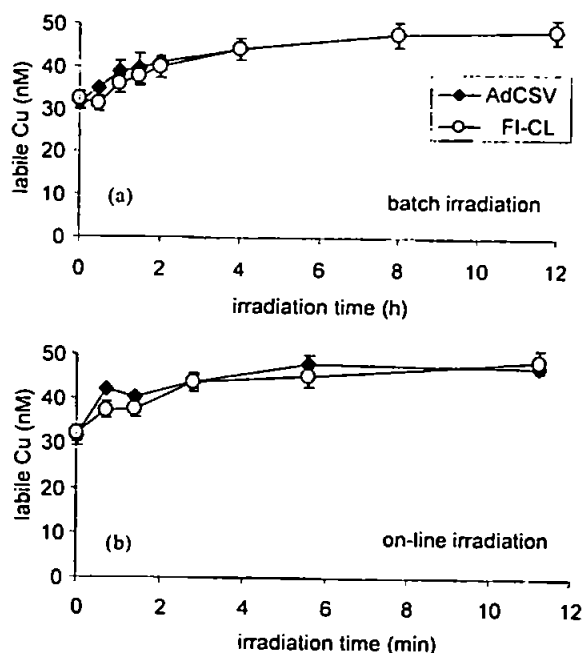 50
40
30
20
10
0
labile Cu (nM)
AdCSV
FI-CL
(a)
batch irradiation
0 2 4 6 8 10 12
irradiation time (h)
50
40
30
20
10
0
labile Cu (nM)
(b)
on-line irradiation
0 2 4 6 8 10 12
irradiation time (min)